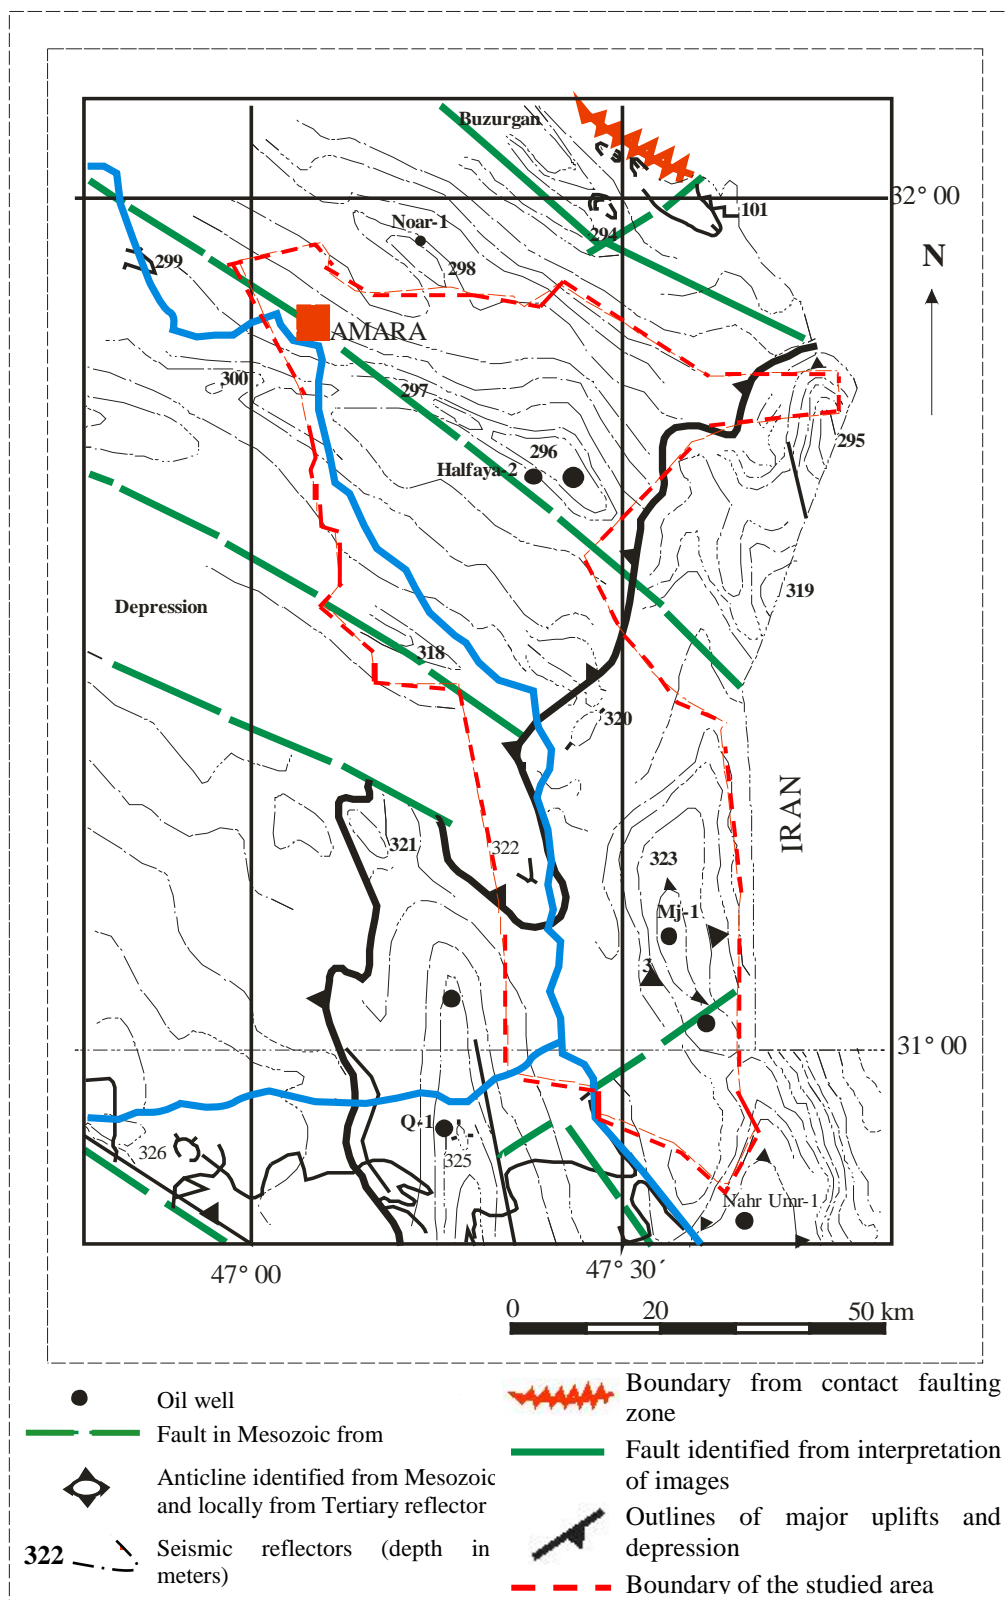 Buzurgan
32° 00
101
294
Noar-1
299
298
N
AMARA
300
297
295
296
Halfaya-2
319
Depression
318
320
IRAN
321
322
323
Mj-1
3
31° 00
Q-1
326
325
Nahr Umr-1
47° 00
47° 30´
0 20 50 km
Oil well
Fault in Mesozoic from
Anticline identified from Mesozoic
and locally from Tertiary reflector
322 Seismic reflectors (depth in
meters)
Boundary from contact faulting
zone
Fault identified from interpretation
of images
Outlines of major uplifts and
depression
Boundary of the studied area